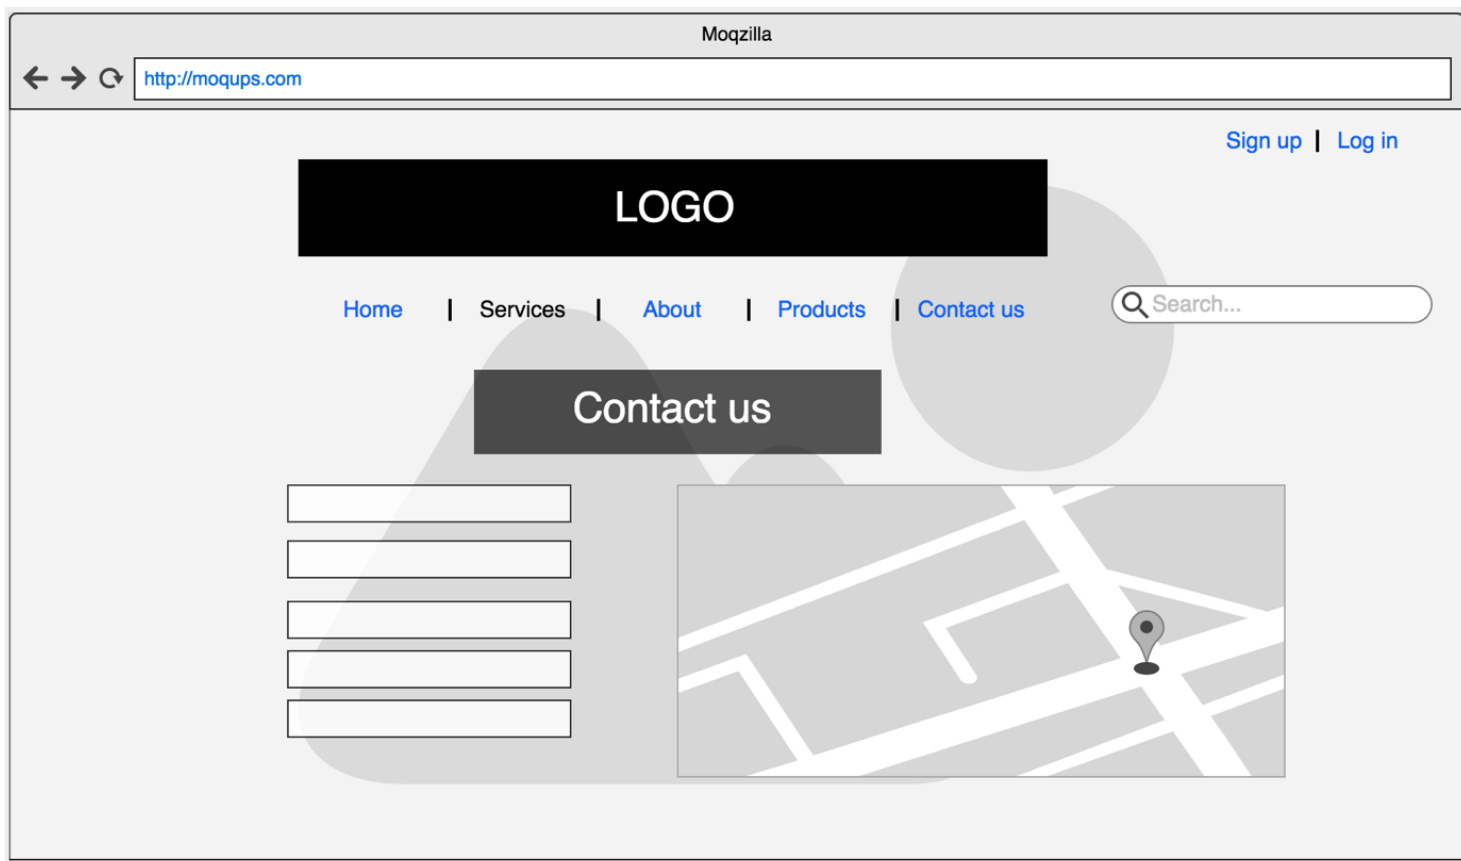 Moqzilla
http://moqups.com
Sign up | Log in
LOGO
Home | Services | About | Products | Contact us
Search...
Contact us